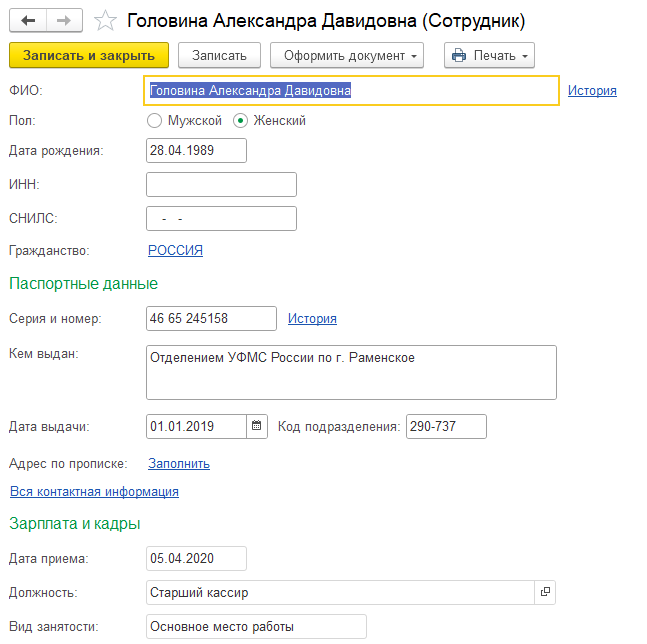 Головина Александра Давидовна (Сотрудник)
Записать и закрыть Записать Оформить документ Печать
ФИО: Головина Александра Давидовна История
Пол: Мужской Женский
Дата рождения: 28.04.1989
ИНН:
СНИЛС: - -
Гражданство: РОССИЯ
Паспортные данные
Серия и номер: 46 65 245158 История
Кем выдан: Отделением УФМС России по г. Раменское
Дата выдачи: 01.01.2019 Код подразделения: 290-737
Адрес по прописке: Заполнить
Вся контактная информация
Зарплата и кадры
Дата приема: 05.04.2020
Должность: Старший кассир
Вид занятости: Основное место работы